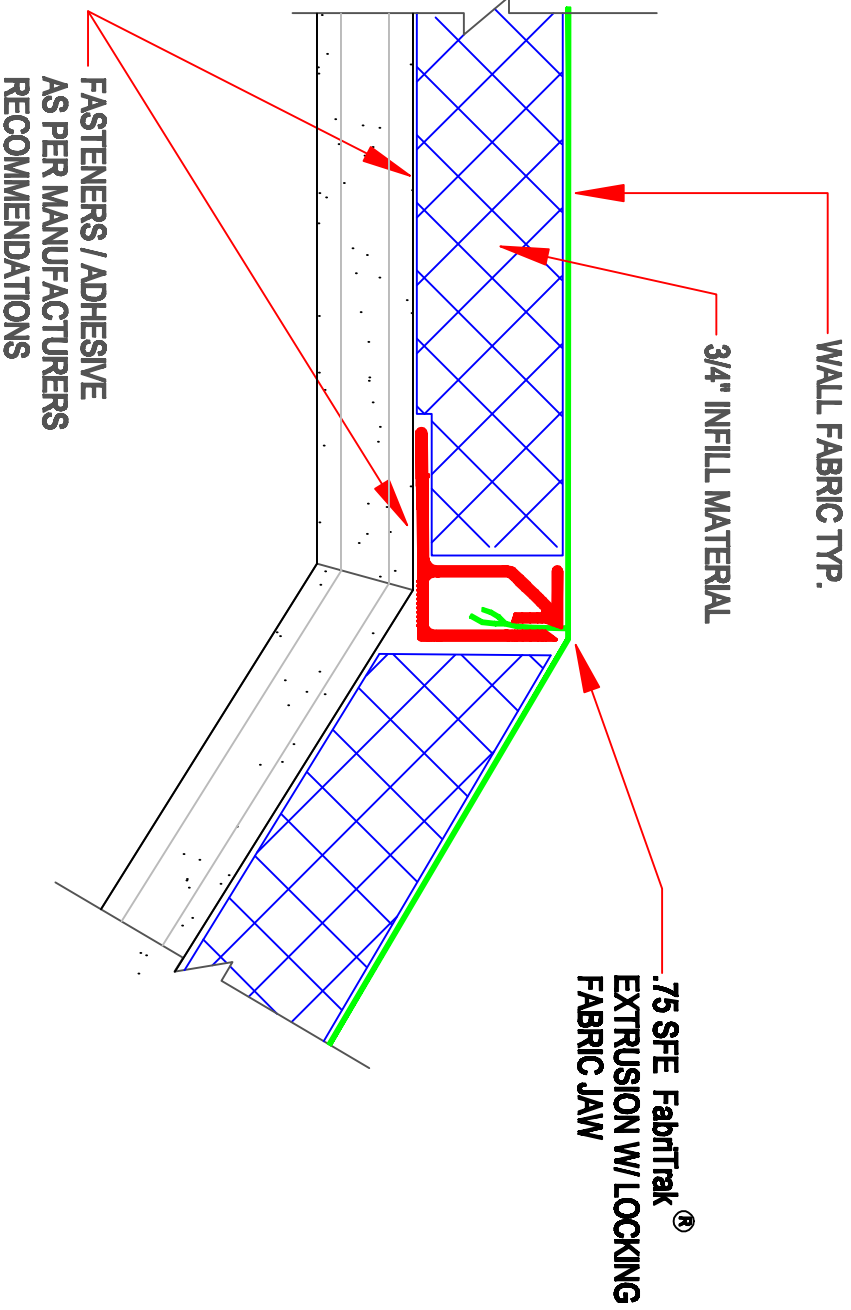 WALL FABRIC TYP.
3/4" INFILL MATERIAL
.75 SFE FabriTrak ®
EXTRUSION W/ LOCKING
FABRIC JAW
FASTENERS / ADHESIVE
AS PER MANUFACTURERS
RECOMMENDATIONS